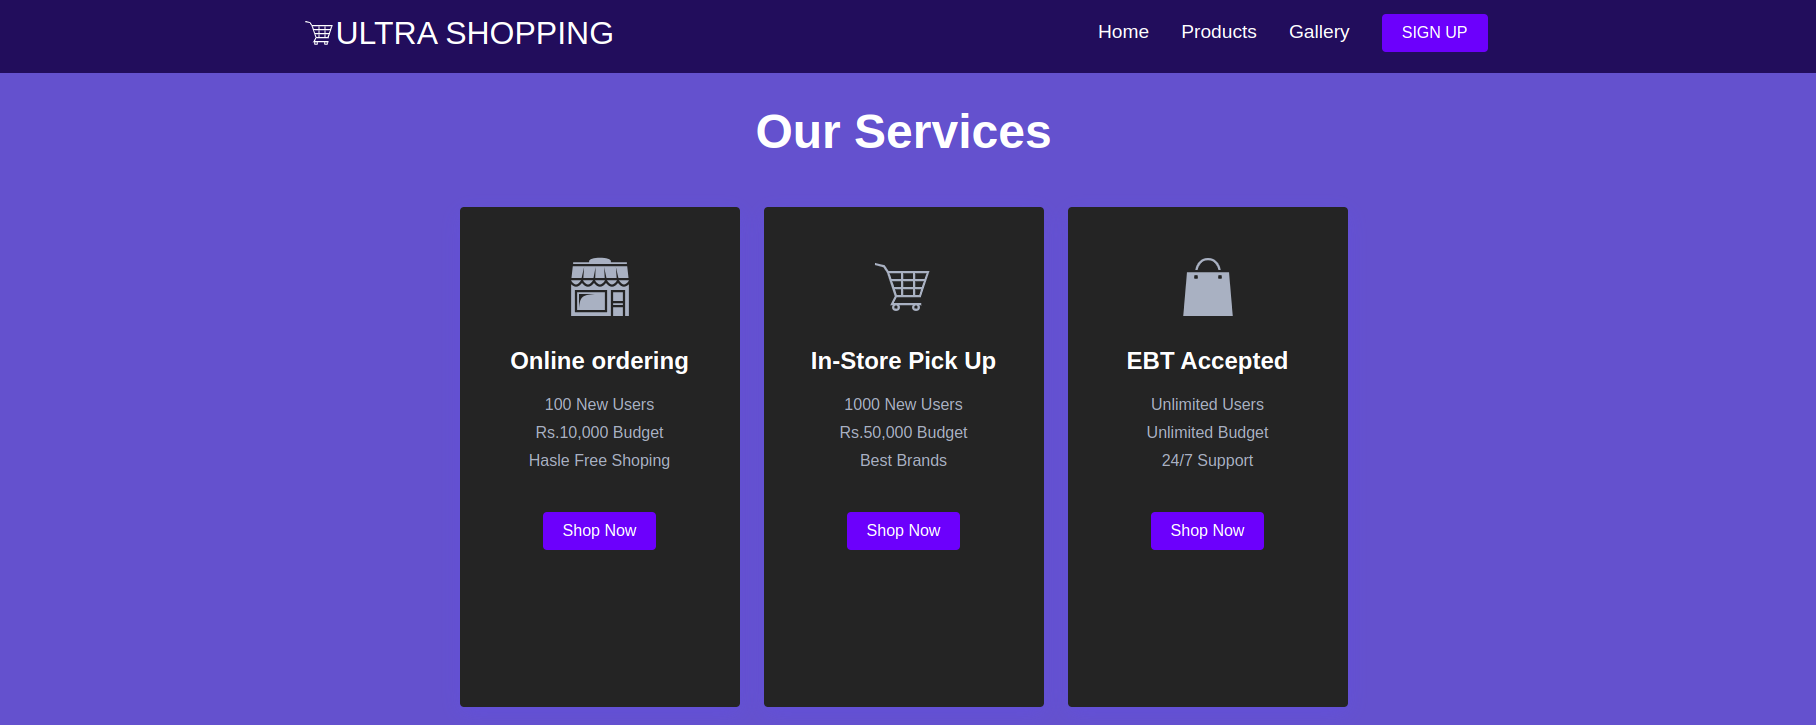 ULTRA SHOPPING
Home Products Gallery SIGN UP
Our Services
Online ordering
100 New Users
Rs.10,000 Budget
Hasle Free Shoping
Shop Now
In-Store Pick Up
1000 New Users
Rs.50,000 Budget
Best Brands
Shop Now
EBT Accepted
Unlimited Users
Unlimited Budget
24/7 Support
Shop Now